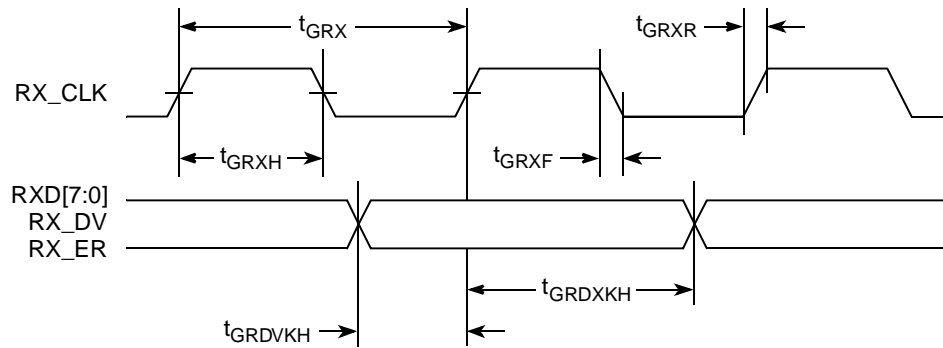 tGRX
tGRXR
RX_CLK
tGRXH
tGRXF
RXD[7:0]
RX_DV
RX_ER
tGRDXKH
tGRDVKH